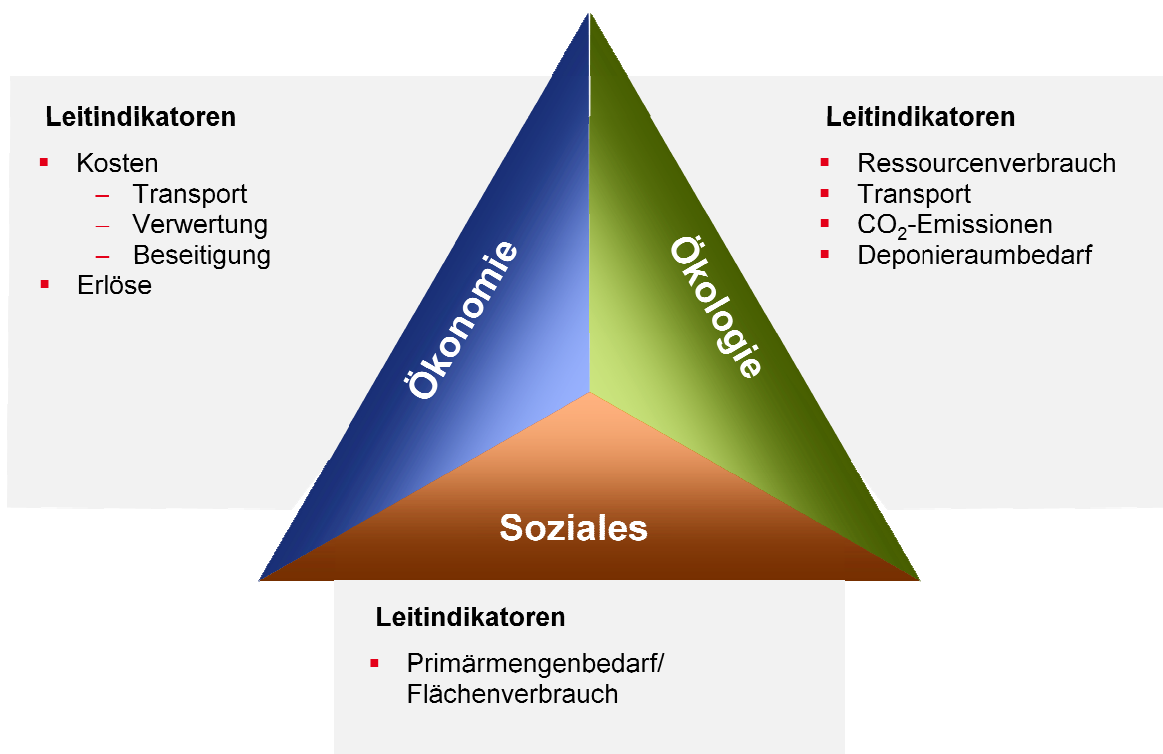 Leitindikatoren
▪ Kosten
– Transport
– Verwertung
– Beseitigung
▪ Erlöse
Ökonomie
Ökologie
Leitindikatoren
▪ Ressourcenverbrauch
▪ Transport
▪ CO₂-Emissionen
▪ Deponieraumbedarf
Soziales
Leitindikatoren
▪ Primärmengenbedarf/
Flächenverbrauch